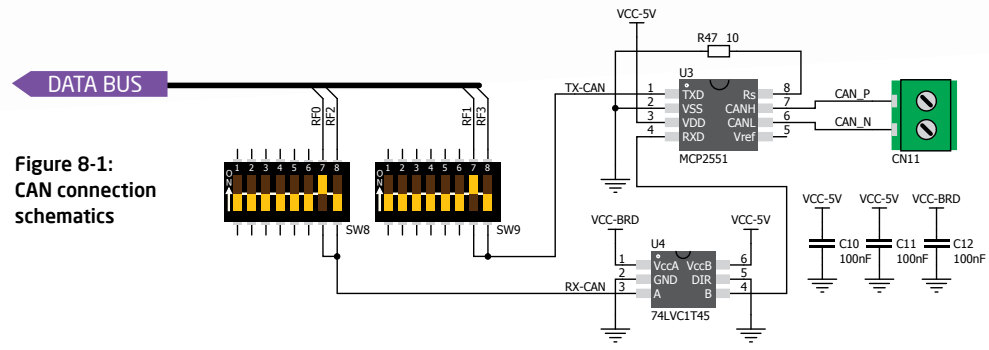 DATA BUS
Figure 8-1:
CAN connection
schematics
RF0
RF2
RF1
RF3
1 2 3 4 5 6 7 8
ON
SW8
1 2 3 4 5 6 7 8
ON
SW9
TX-CAN
RX-CAN
VCC-5V
R47 10
U3
1 TXD Rs 8
2 VSS CANH 7
3 VDD CANL 6
4 RXD Vref 5
MCP2551
CAN_P
CAN_N
CN11
VCC-BRD
VCC-5V
U4
1 VccA VccB 6
2 GND DIR 5
3 A B 4
74LVC1T45
VCC-5V
C10
100nF
VCC-5V
C11
100nF
VCC-BRD
C12
100nF